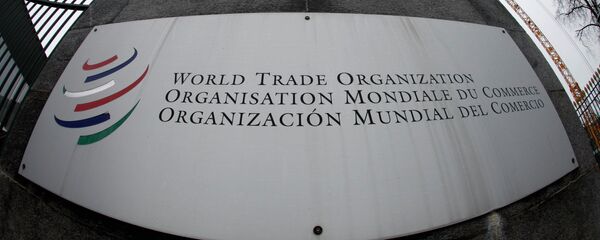 World Trade Organization
Organisation Mondiale du Commerce
Organización Mundial del Comercio